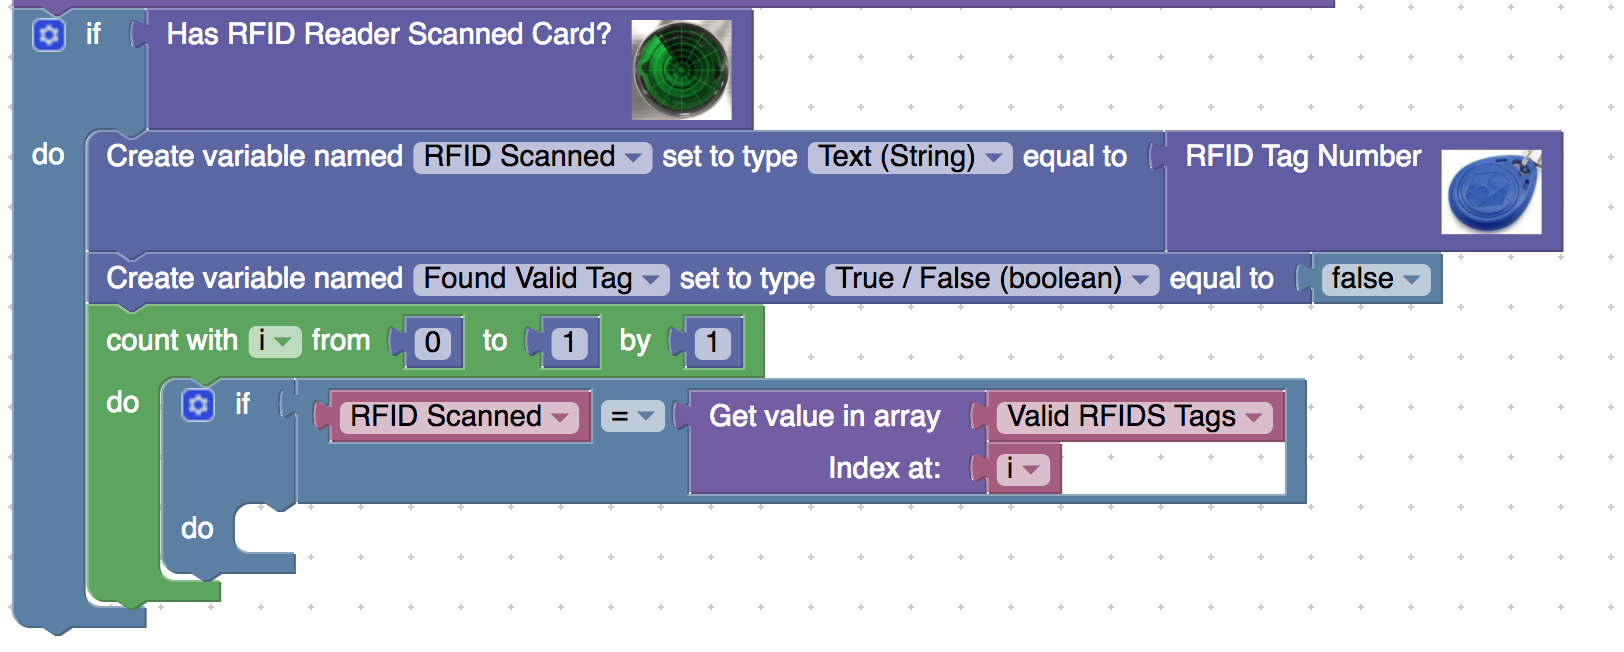 if Has RFID Reader Scanned Card?
do Create variable named RFID Scanned set to type Text (String) equal to RFID Tag Number
Create variable named Found Valid Tag set to type True / False (boolean) equal to false
count with i from 0 to 1 by 1
do if RFID Scanned = Get value in array Valid RFIDS Tags
Index at: i
do